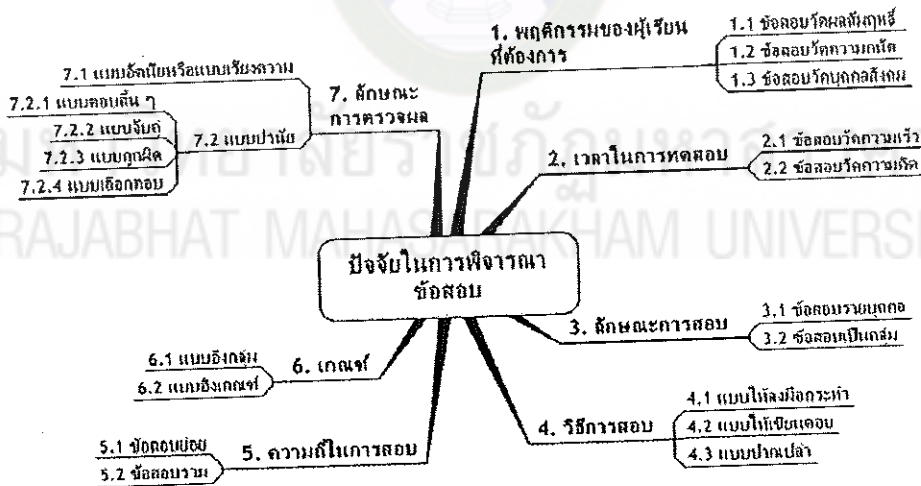 ปัจจัยในการพิจารณา
ข้อสอบ
1. พฤติกรรมของผู้เรียน
ที่ต้องการ
1.1 ข้อสอบวัดผลสัมฤทธิ์
1.2 ข้อสอบวัดความถนัด
1.3 ข้อสอบวัดบุคคลสังคม
2. เวลาในการทดสอบ
2.1 ข้อสอบวัดความเร็ว
2.2 ข้อสอบวัดความคิด
3. ลักษณะการสอบ
3.1 ข้อสอบรายบุคคล
3.2 ข้อสอบเป็นกลุ่ม
4. วิธีการสอบ
4.1 แบบให้ลงมือกระทำ
4.2 แบบให้เขียนตอบ
4.3 แบบปากเปล่า
5. ความถี่ในการสอบ
5.1 ข้อสอบย่อย
5.2 ข้อสอบรวม
6. เกณฑ์
6.1 แบบอิงกลุ่ม
6.2 แบบอิงเกณฑ์
7. ลักษณะ
การตรวจผล
7.1 แบบอัตนัยหรือแบบเรียงความ
7.2 แบบปรนัย
7.2.1 แบบตอบสั้น ๆ
7.2.2 แบบจับคู่
7.2.3 แบบถูกผิด
7.2.4 แบบเลือกตอบ
RAJABHAT MAHASARAKHAM UNIVERSI